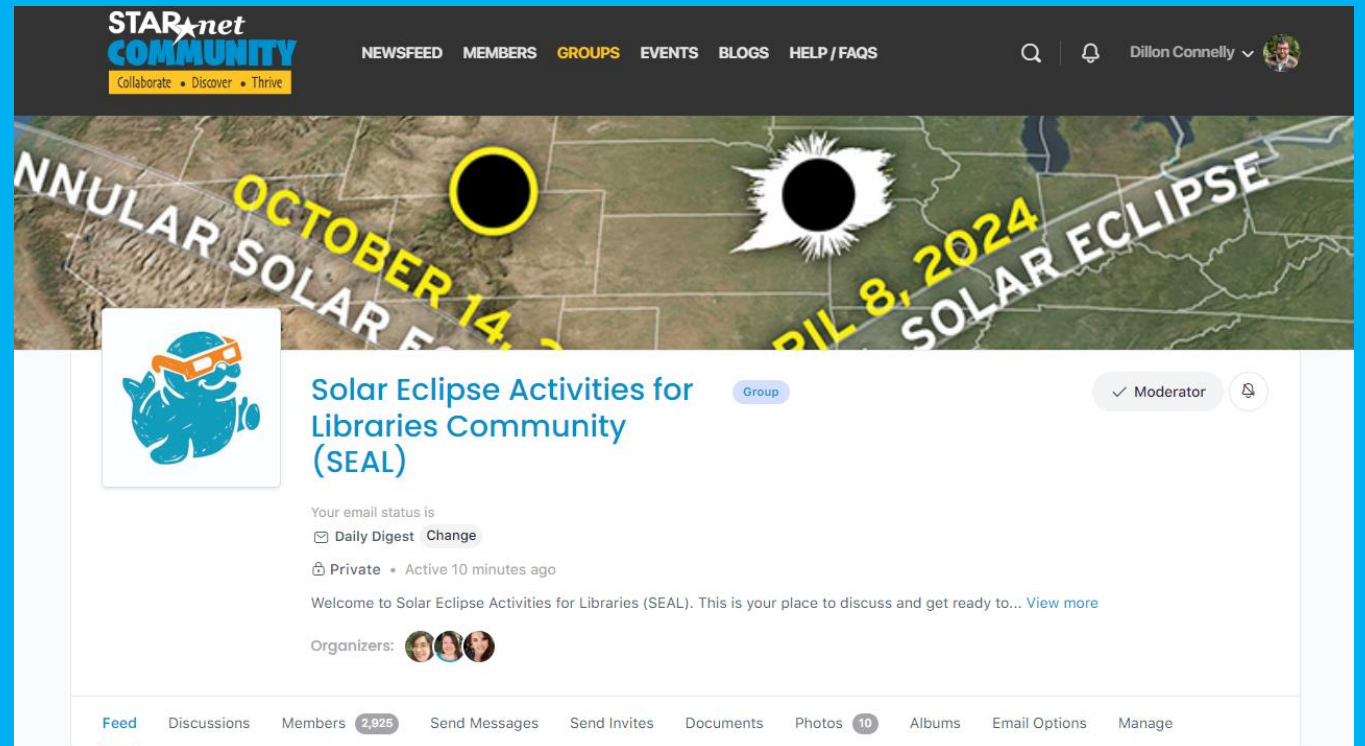 STAR net
COMMUNITY
Collaborate • Discover • Thrive
NEWSFEED MEMBERS GROUPS EVENTS BLOGS HELP / FAQS
Dillon Connelly
NNULAR SOLAR E
OCTOBER 14, 2
RIL 8, 2024
SOLAR ECLIPSE
Solar Eclipse Activities for
Libraries Community
(SEAL)
Group
Moderator
Your email status is
Daily Digest Change
Private • Active 10 minutes ago
Welcome to Solar Eclipse Activities for Libraries (SEAL). This is your place to discuss and get ready to... View more
Organizers:
Feed Discussions Members 2,925 Send Messages Send Invites Documents Photos 10 Albums Email Options Manage